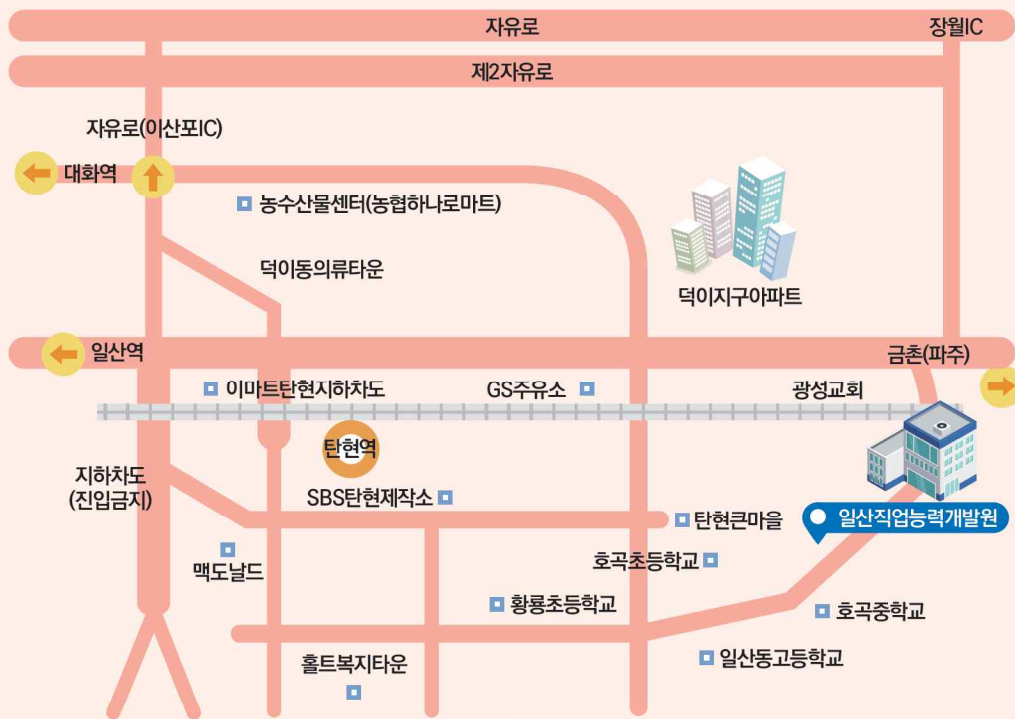 자유로
장월IC
제2자유로
자유로(이산포IC)
대화역
농수산물센터(농협하나로마트)
덕이동의류타운
덕이지구아파트
일산역
금촌(파주)
이마트탄현지하차도
GS주유소
광성교회
탄현역
지하차도
(진입금지)
SBS탄현제작소
탄현큰마을
일산직업능력개발원
맥도날드
호곡초등학교
황룡초등학교
호곡중학교
홀트복지타운
일산동고등학교